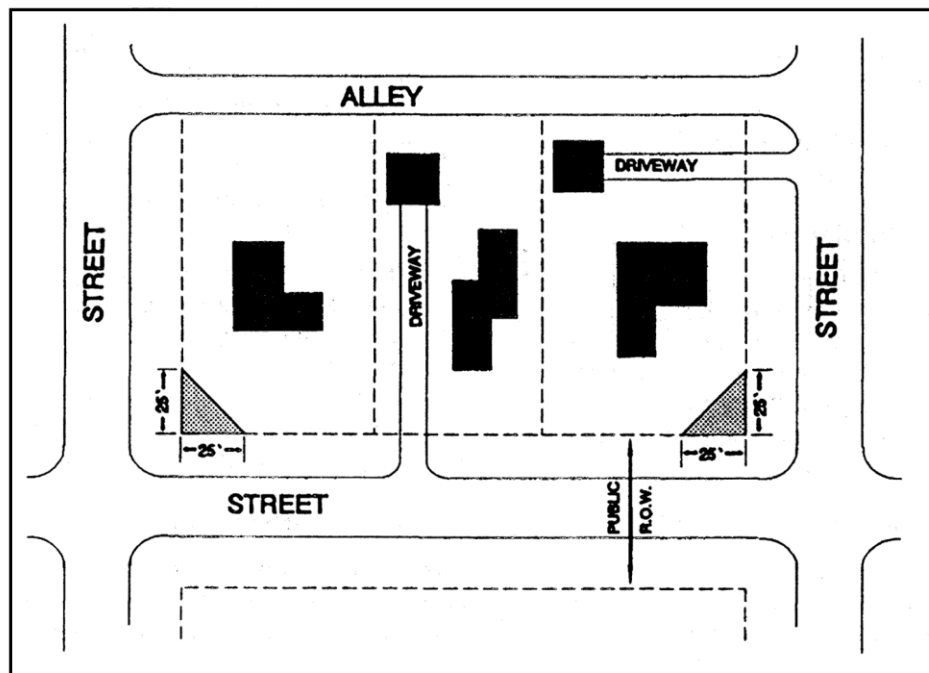 ALLEY
DRIVEWAY
STREET
DRIVEWAY
STREET
25'
25'
25'
25'
STREET
PUBLIC
R.O.W.